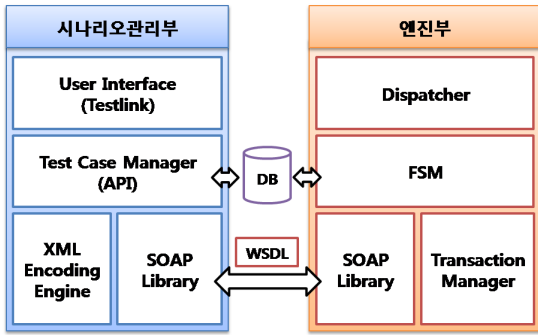 시나리오관리부
User Interface
(Testlink)
Test Case Manager
(API)
XML
Encoding
Engine
SOAP
Library
DB
WSDL
엔진부
Dispatcher
FSM
SOAP
Library
Transaction
Manager